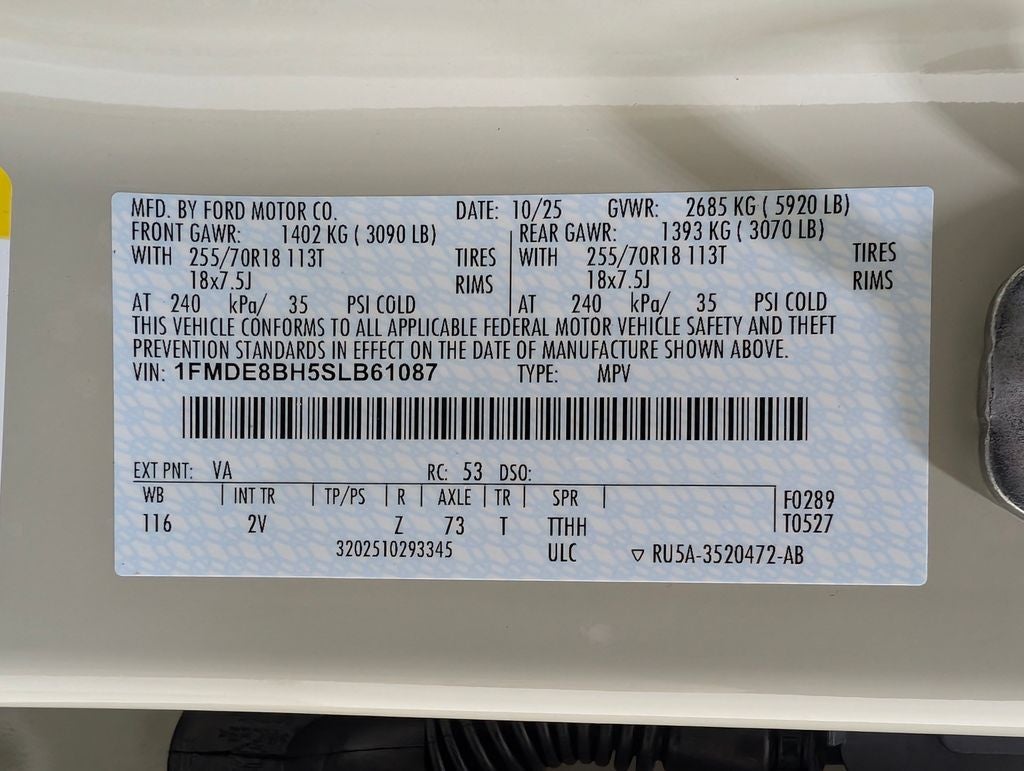 MFD. BY FORD MOTOR CO. DATE: 10/25 GVWR: 2685 KG ( 5920 LB)
FRONT GAWR: 1402 KG ( 3090 LB) REAR GAWR: 1393 KG ( 3070 LB)
WITH 255/70R18 113T TIRES WITH 255/70R18 113T TIRES
18x7.5J RIMS 18x7.5J RIMS
AT 240 kPa/ 35 PSI COLD AT 240 kPa/ 35 PSI COLD
THIS VEHICLE CONFORMS TO ALL APPLICABLE FEDERAL MOTOR VEHICLE SAFETY AND THEFT
PREVENTION STANDARDS IN EFFECT ON THE DATE OF MANUFACTURE SHOWN ABOVE.
VIN: 1FMDE8BH5SLB61087 TYPE: MPV
EXT PNT: VA RC: 53 DSO:
WB INT TR TP/PS R AXLE TR SPR F0289
116 2V Z 73 T TTHH T0527
3202510293345 ULC ▽ RU5A-3520472-AB